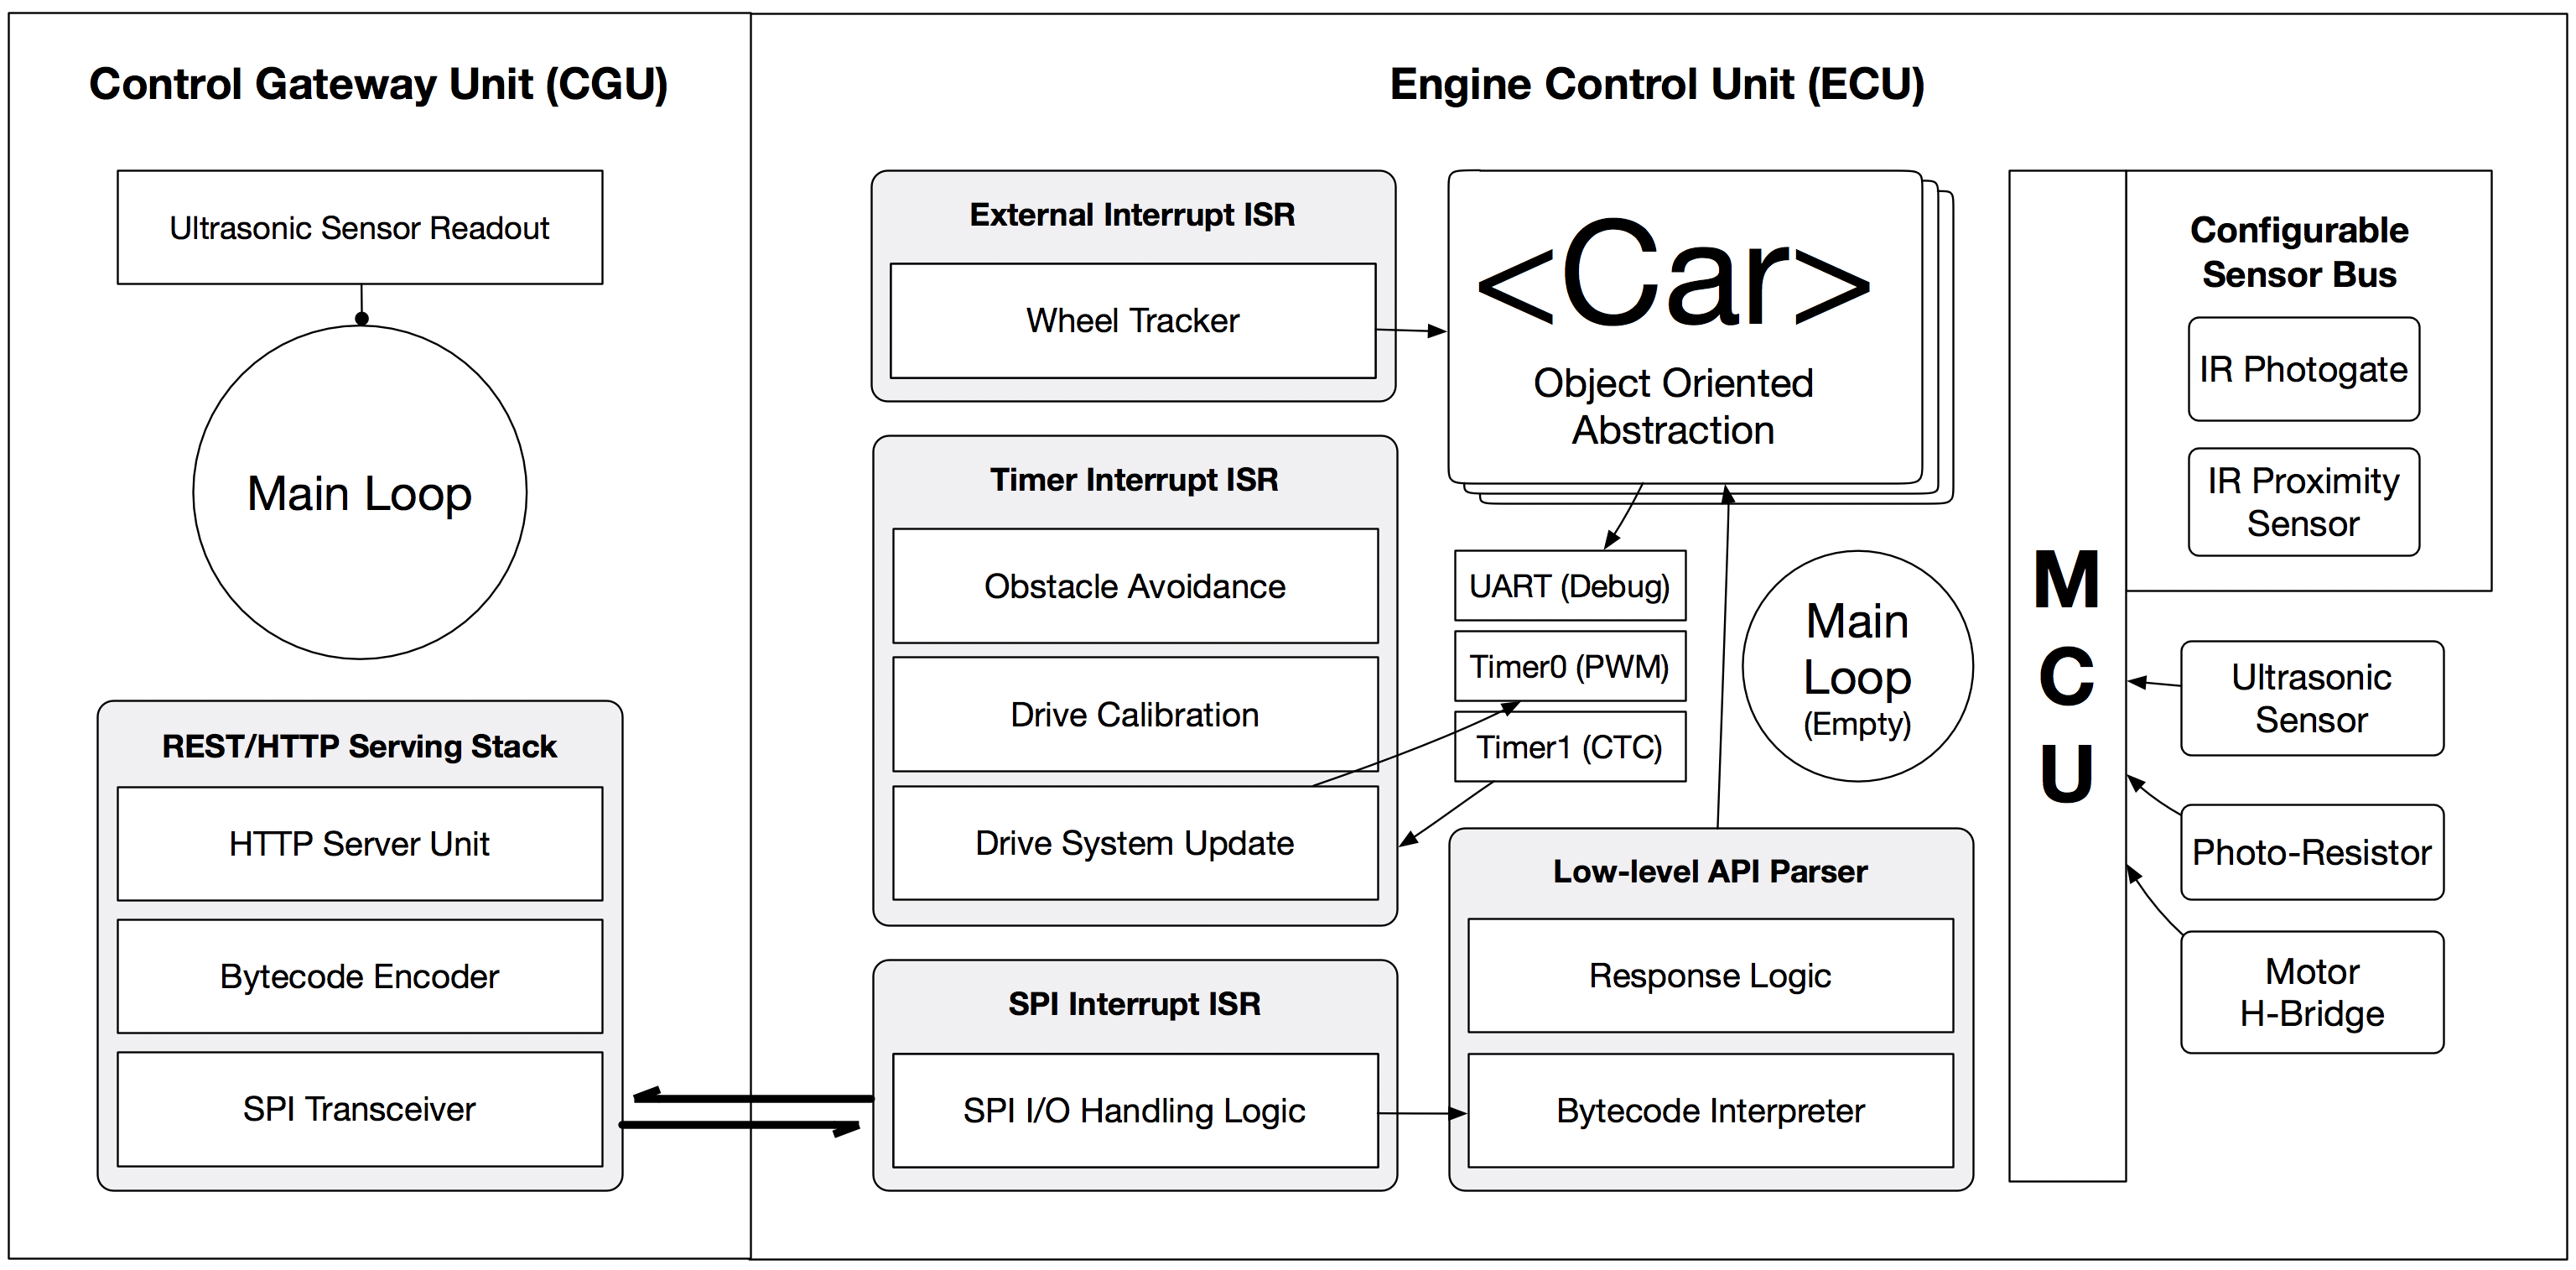 Control Gateway Unit (CGU)
Ultrasonic Sensor Readout
Main Loop
REST/HTTP Serving Stack
HTTP Server Unit
Bytecode Encoder
SPI Transceiver
Engine Control Unit (ECU)
External Interrupt ISR
Wheel Tracker
Timer Interrupt ISR
Obstacle Avoidance
Drive Calibration
Drive System Update
SPI Interrupt ISR
SPI I/O Handling Logic
<Car>
Object Oriented
Abstraction
UART (Debug)
Timer0 (PWM)
Timer1 (CTC)
Main
Loop
(Empty)
Low-level API Parser
Response Logic
Bytecode Interpreter
M
C
U
Configurable
Sensor Bus
IR Photogate
IR Proximity
Sensor
Ultrasonic
Sensor
Photo-Resistor
Motor
H-Bridge